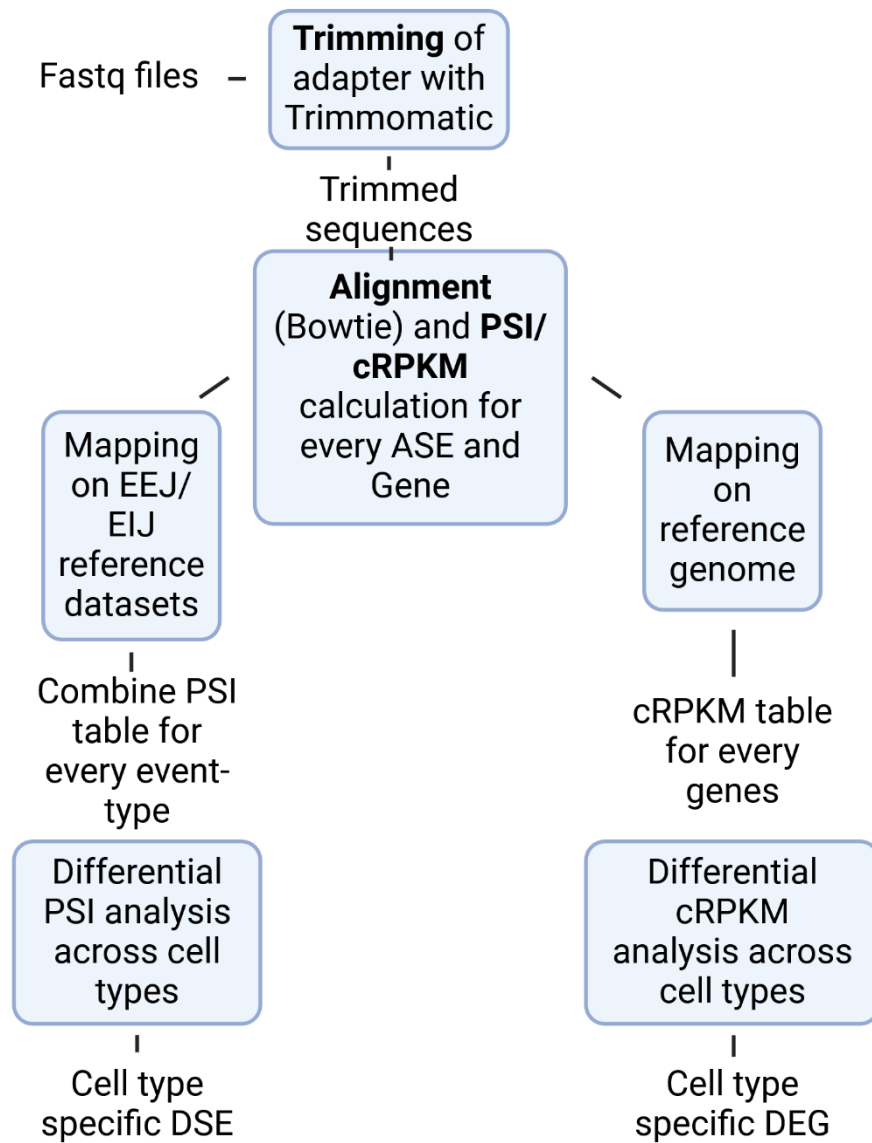 Fastq files
Trimming of
adapter with
Trimmomatic
Trimmed
sequences
Alignment
(Bowtie) and PSI/
cRPKM
calculation for
every ASE and
Gene
Mapping
on EEJ/
EIJ
reference
datasets
Combine PSI
table for
every event-
type
Differential
PSI analysis
across cell
types
Cell type
specific DSE
Mapping
on
reference
genome
cRPKM table
for every
genes
Differential
cRPKM
analysis across
cell types
Cell type
specific DEG